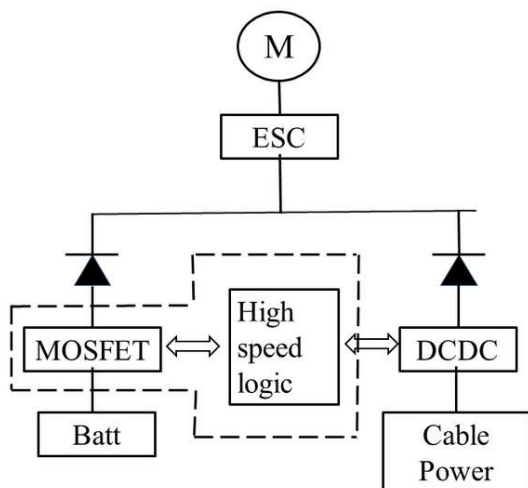 M
ESC
High
speed
logic
MOSFET
DCDC
Batt
Cable
Power